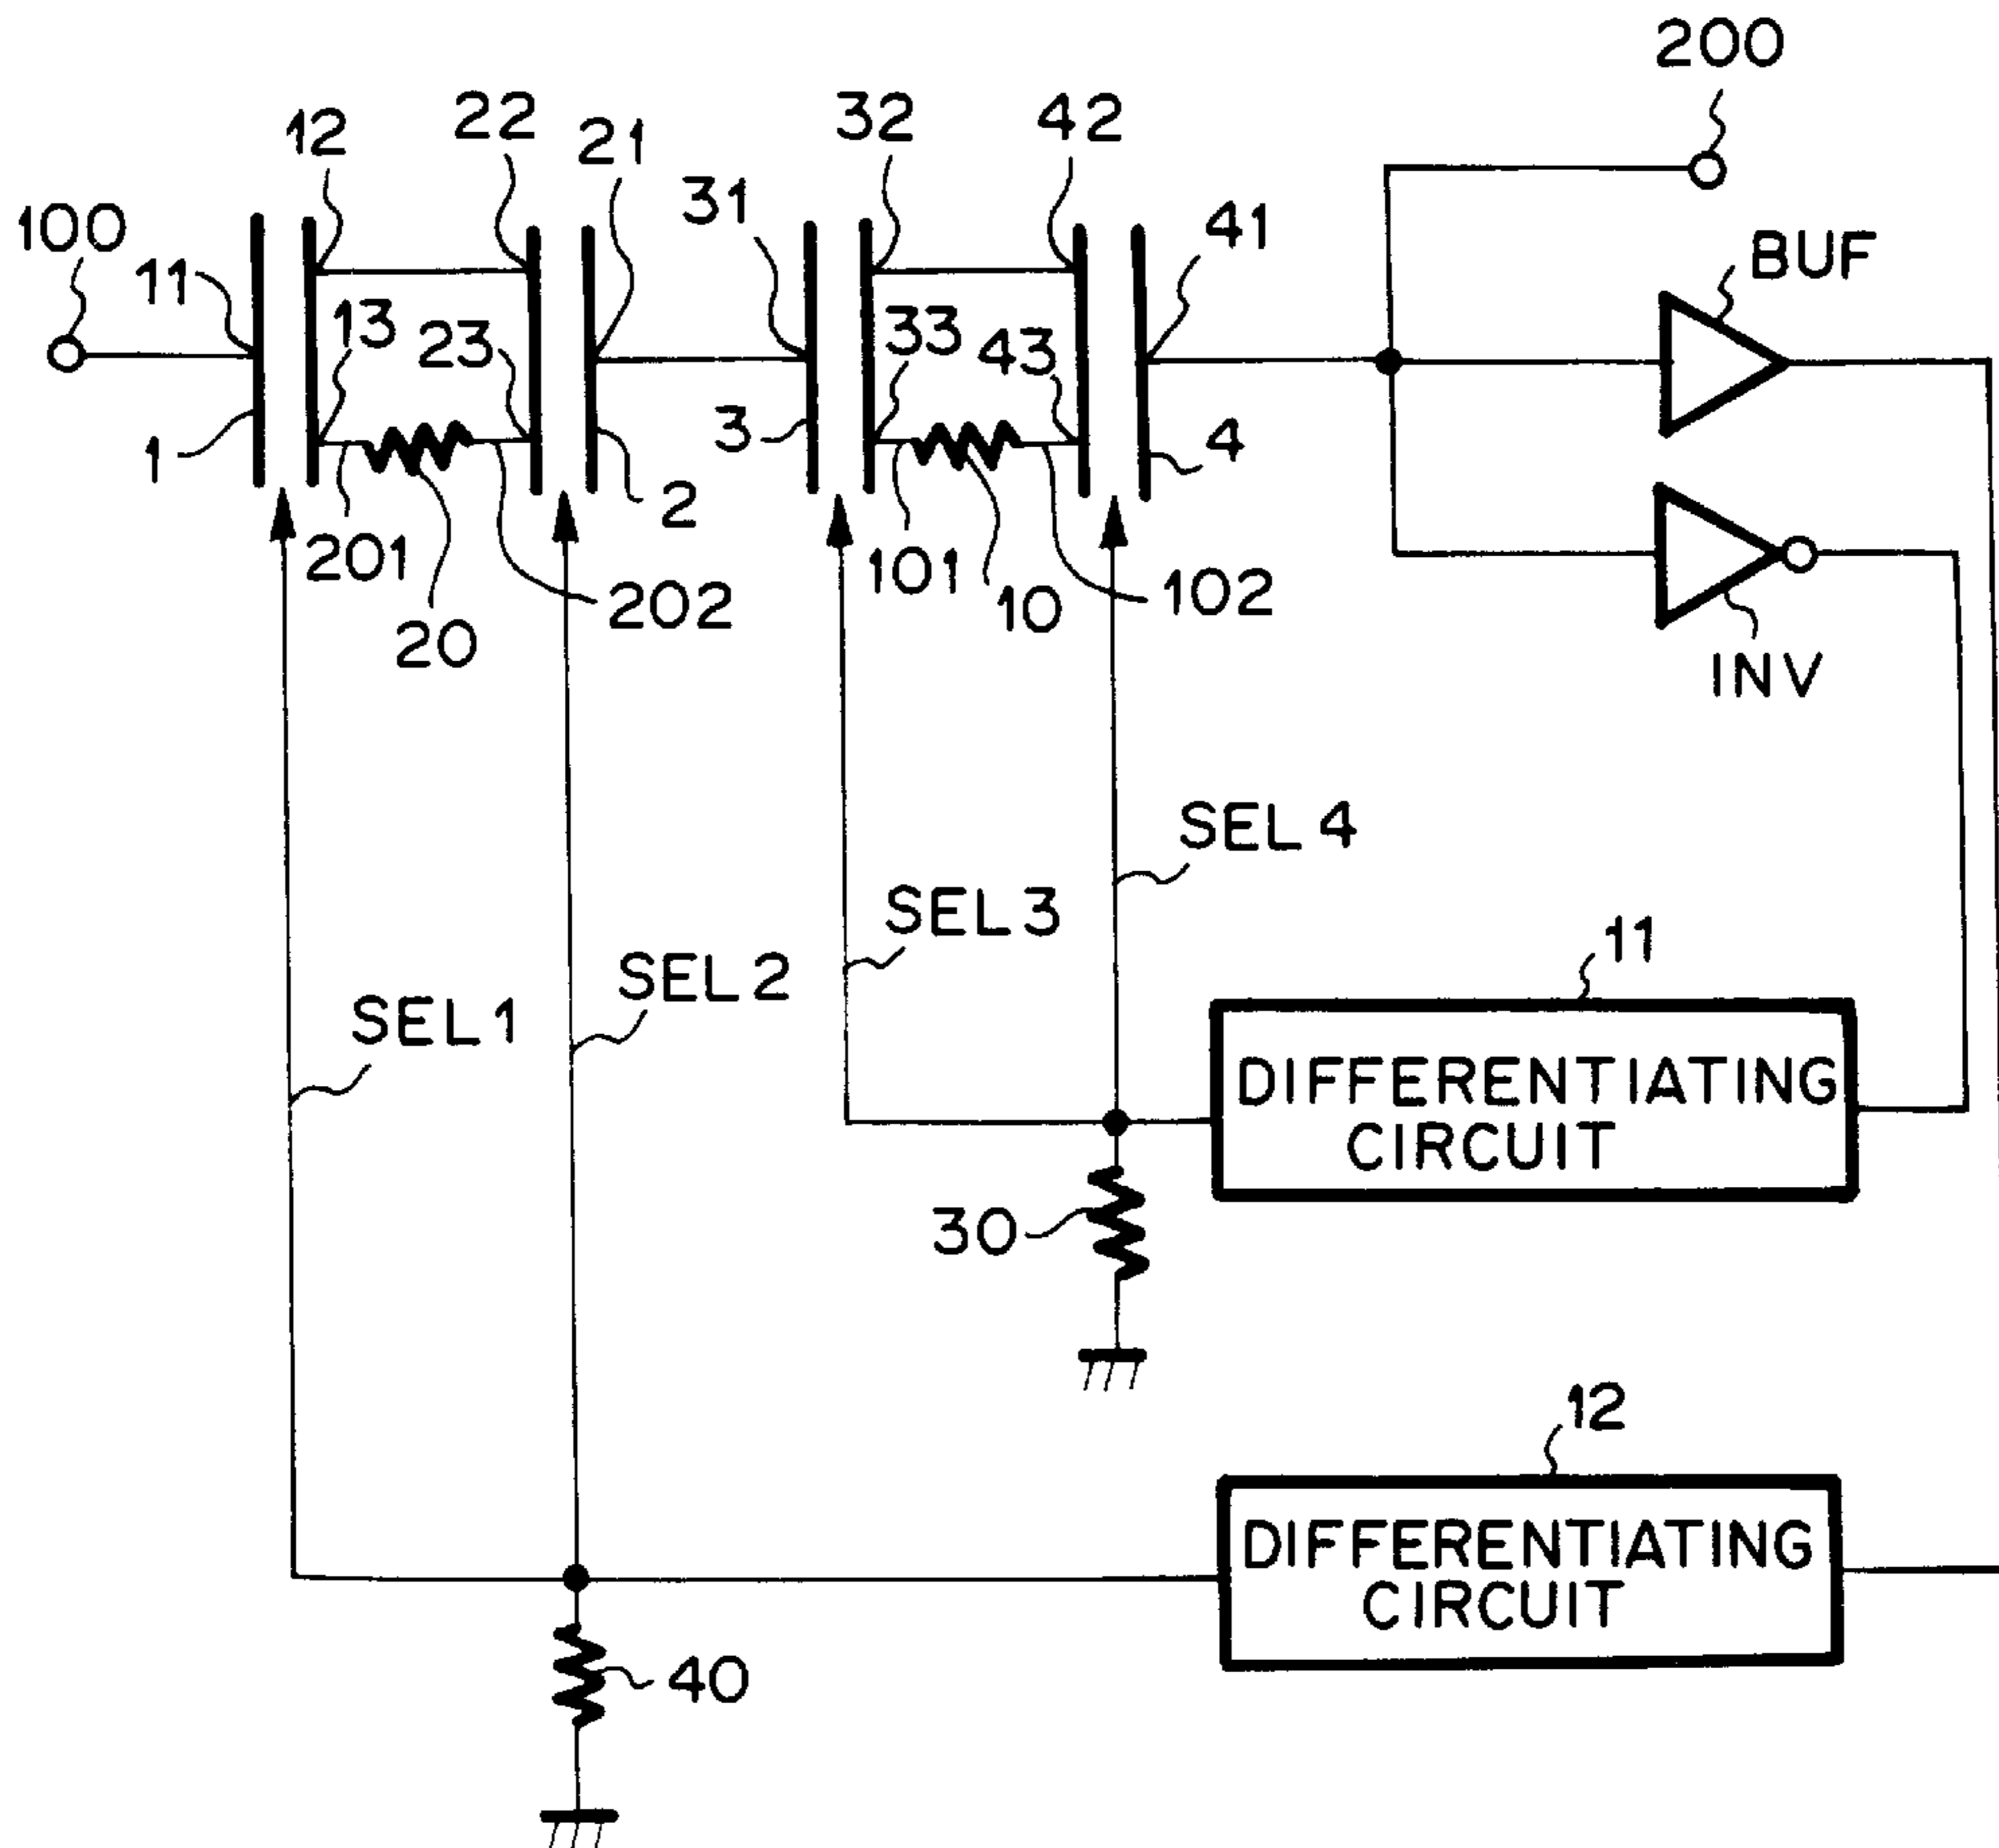 200
12
22
21
32
42
31
41
100
11
BUF
13
23
33
43
1
3
4
2
201
20
202
101
10
102
INV
SEL 4
SEL 3
SEL 2
SEL 1
11
DIFFERENTIATING
CIRCUIT
30
12
DIFFERENTIATING
CIRCUIT
40